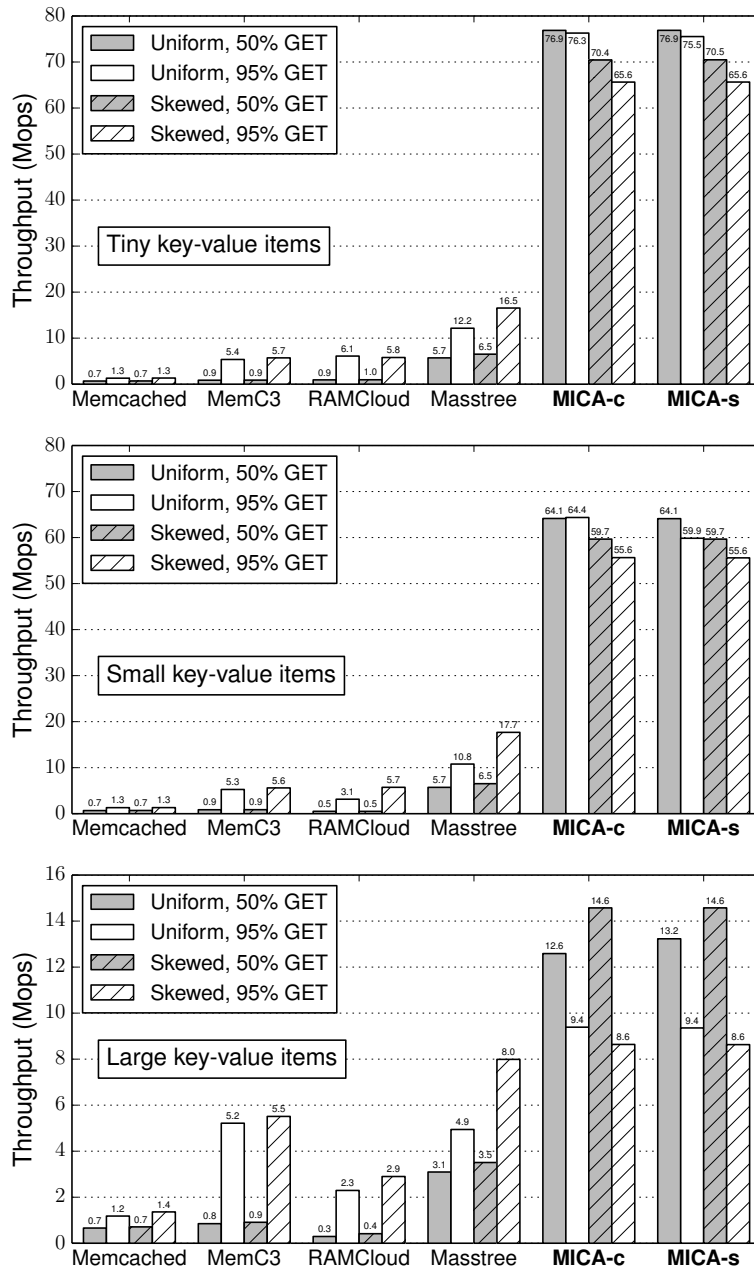 80
70
60
50
40
30
20
10
0
Throughput (Mops)
Uniform, 50% GET
Uniform, 95% GET
Skewed, 50% GET
Skewed, 95% GET
Tiny key-value items
0.7 1.3 0.7 1.3
0.9 5.4 0.9 5.7
0.9 6.1 1.0 5.8
5.7 12.2 6.5 16.5
76.9 76.3 70.4 65.6
76.9 75.5 70.5 65.6
Memcached MemC3 RAMCloud Masstree MICA-c MICA-s
80
70
60
50
40
30
20
10
0
Throughput (Mops)
Uniform, 50% GET
Uniform, 95% GET
Skewed, 50% GET
Skewed, 95% GET
Small key-value items
0.7 1.3 0.7 1.3
0.9 5.3 0.9 5.6
0.5 3.1 0.5 5.7
5.7 10.8 6.5 17.7
64.1 64.4 59.7 55.6
64.1 59.9 59.7 55.6
Memcached MemC3 RAMCloud Masstree MICA-c MICA-s
16
14
12
10
8
6
4
2
0
Throughput (Mops)
Uniform, 50% GET
Uniform, 95% GET
Skewed, 50% GET
Skewed, 95% GET
Large key-value items
0.7 1.2 0.7 1.4
0.8 5.2 0.9 5.5
0.3 2.3 0.4 2.9
3.1 4.9 3.5 8.0
12.6 9.4 14.6 8.6
13.2 9.4 14.6 8.6
Memcached MemC3 RAMCloud Masstree MICA-c MICA-s